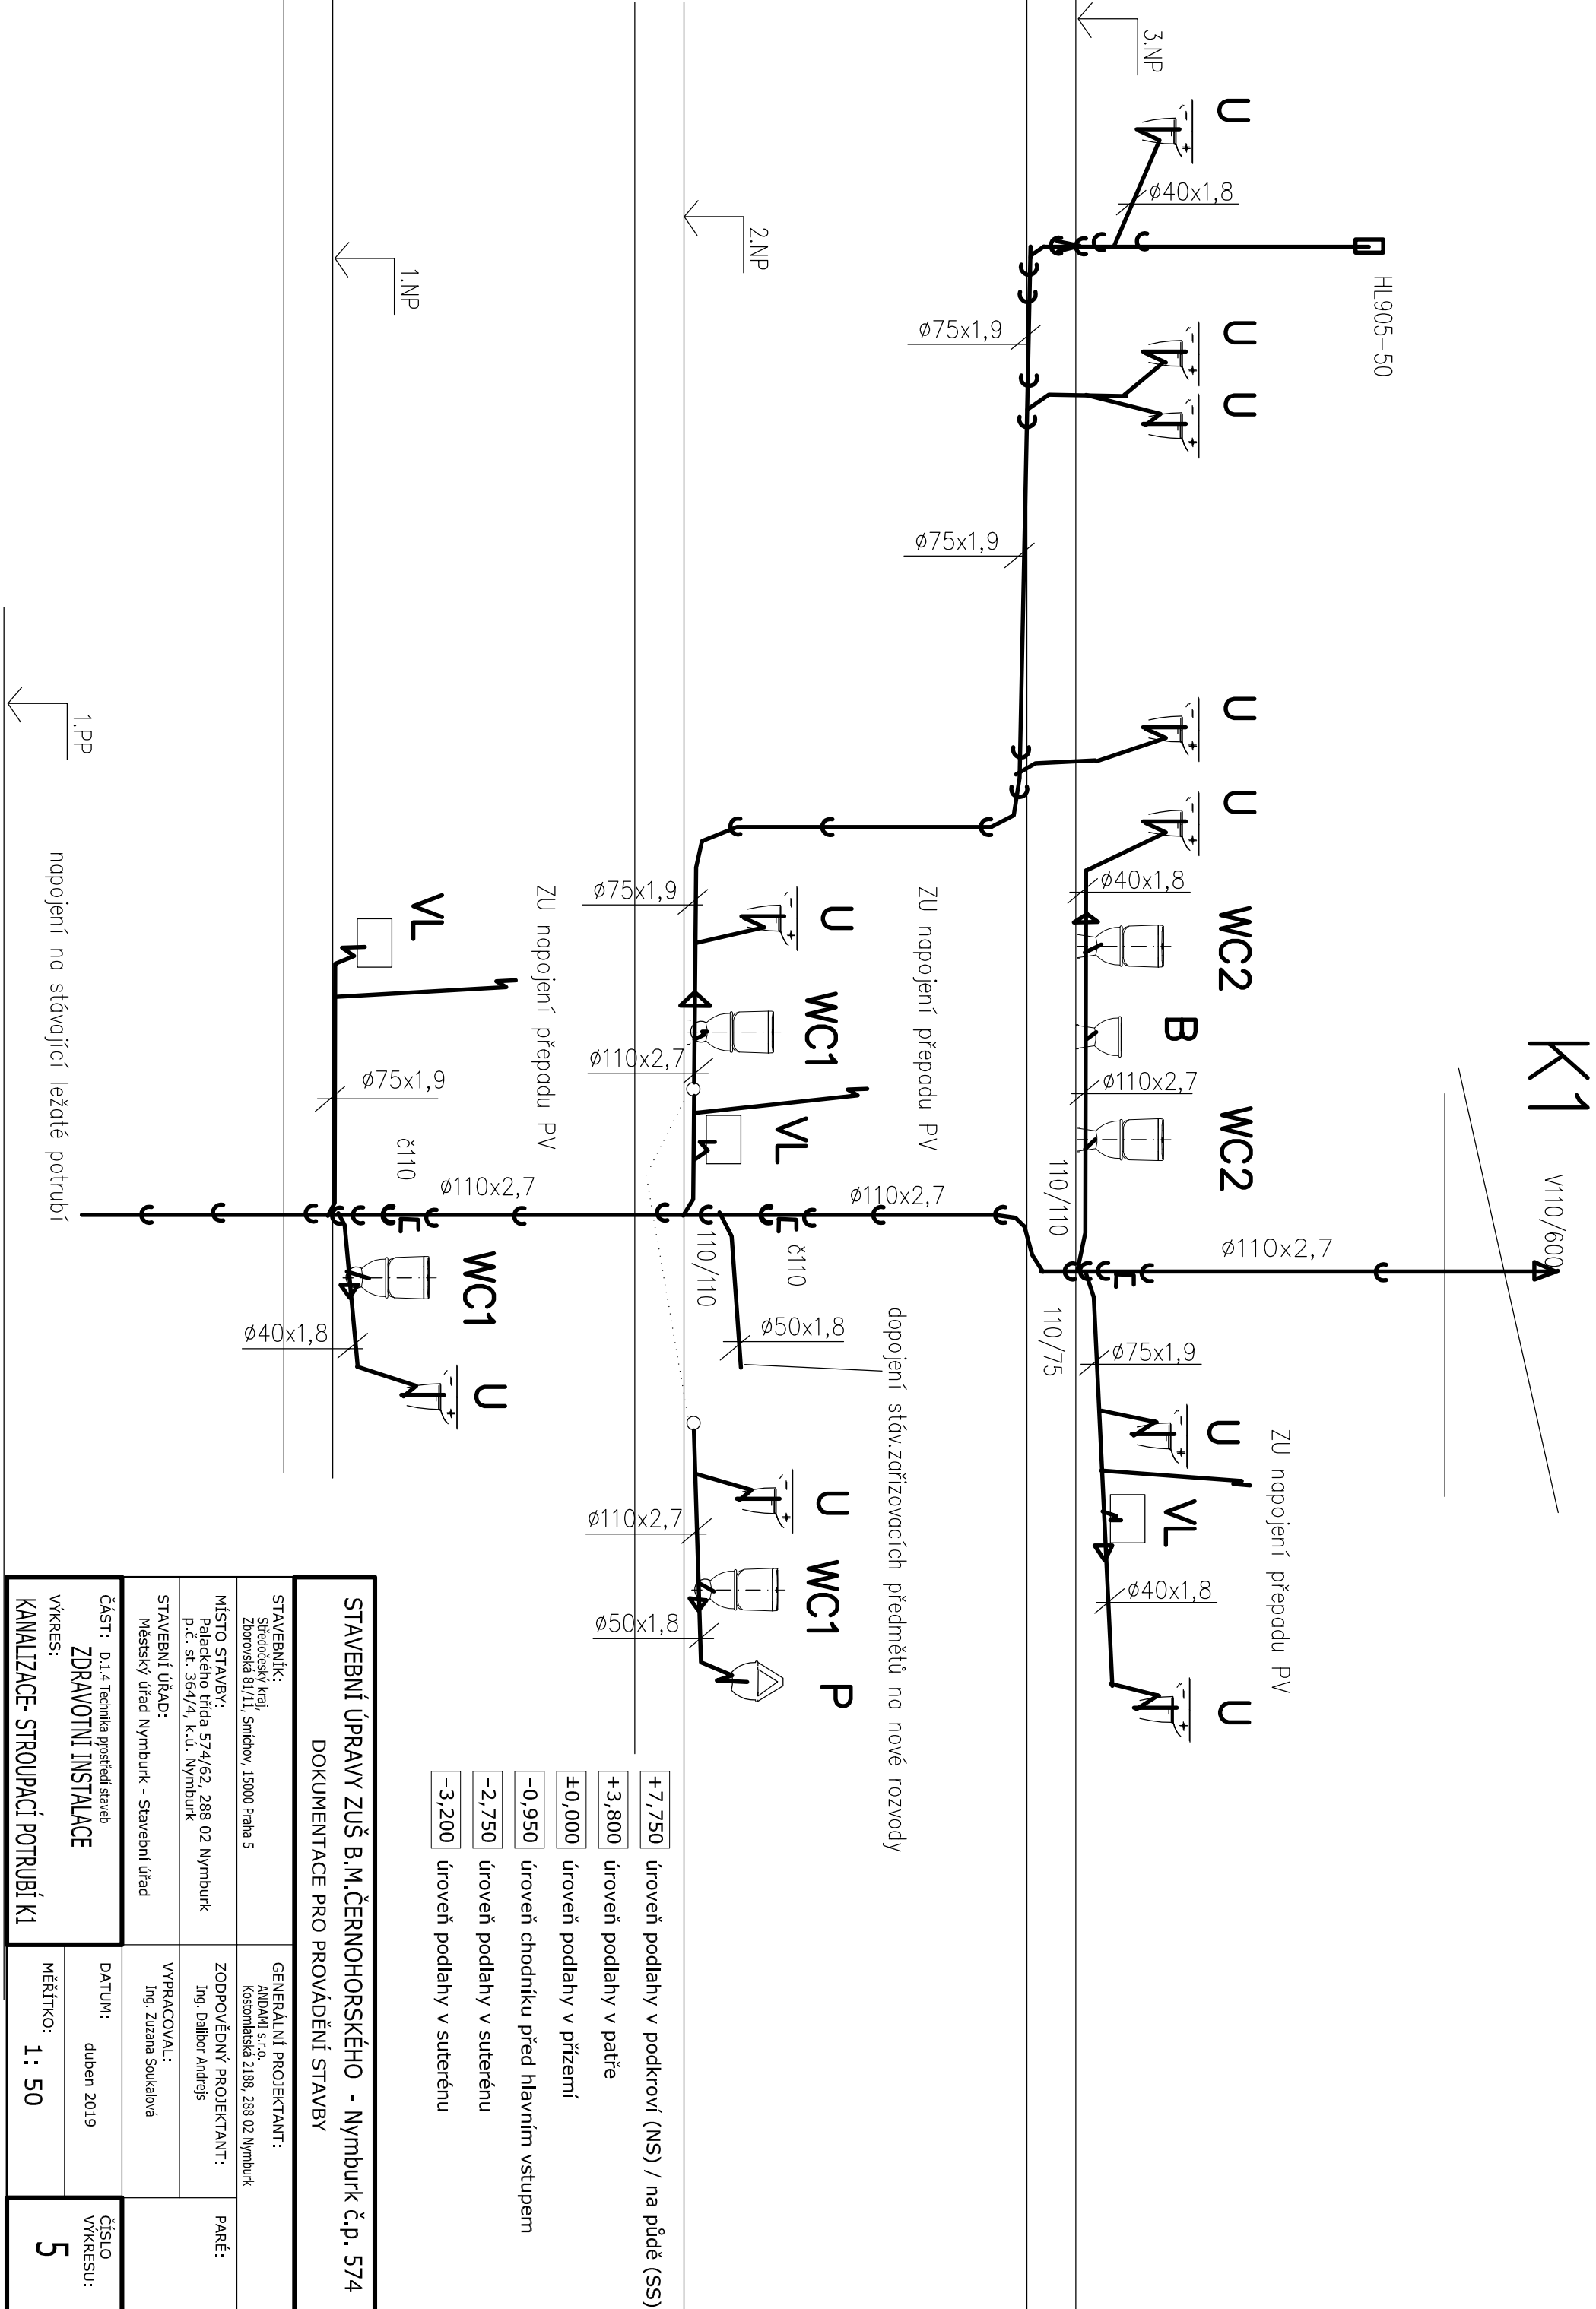 K1
V110/600
3.NP
U
ø40x1,8
HL905-50
U
U
U
U
ø40x1,8
WC2
B
ø110x2,7
WC2
110/110
ø110x2,7
110/75
ø75x1,9
U
ZU napojení přepadu PV
VL
ø40x1,8
U
ø75x1,9
ø75x1,9
2.NP
ø75x1,9
U
ZU napojení přepadu PV
WC1
ø110x2,7
VL
ø110x2,7
110/110
č110
ø50x1,8
dopojení stáv.zařizovacích předmětů na nové rozvody
U
ø110x2,7
WC1
ø50x1,8
P
1.NP
VL
ZU napojení přepadu PV
ø75x1,9
č110
ø110x2,7
WC1
ø40x1,8
U
1.PP
napojení na stávající ležaté potrubí
+7,750 úroveň podlahy v podkroví (NS) / na půdě (SS)
+3,800 úroveň podlahy v patře
±0,000 úroveň podlahy v přízemí
-0,950 úroveň chodníku před hlavním vstupem
-2,750 úroveň podlahy v suterénu
-3,200 úroveň podlahy v suterénu
STAVEBNÍ ÚPRAVY ZUŠ B.M.ČERNOHORSKÉHO - Nymburk č.p. 574
DOKUMENTACE PRO PROVÁDĚNÍ STAVBY
STAVEBNÍK:
Středočeský kraj,
Zborovská 81/11, Smíchov, 15000 Praha 5
GENERÁLNÍ PROJEKTANT:
ANDAMI s.r.o.
Kostomlatská 2188, 288 02 Nymburk
MÍSTO STAVBY:
Palackého třída 574/62, 288 02 Nymburk
p.č. st. 364/4, k.ú. Nymburk
ZODPOVĚDNÝ PROJEKTANT:
Ing. Dalibor Andrejs
PARÉ:
STAVEBNÍ ÚŘAD:
Městský úřad Nymburk - Stavební úřad
VYPRACOVAL:
Ing. Zuzana Soukalová
ČÁST: D.1.4 Technika prostředí staveb
ZDRAVOTNÍ INSTALACE
DATUM:
duben 2019
ČÍSLO
VÝKRESU:
5
VÝKRES:
KANALIZACE- STROUPACÍ POTRUBÍ K1
MĚŘÍTKO:
1: 50